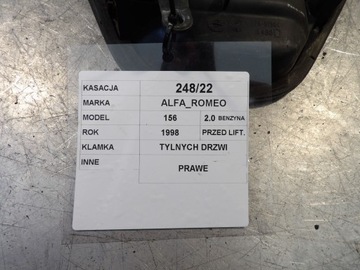 KASACJA 248/22
MARKA ALFA_ROMEO
MODEL 156 2.0 BENZYNA
ROK 1998 PRZED LIFT.
KLAMKA TYLNYCH DRZWI
INNE PRAWE